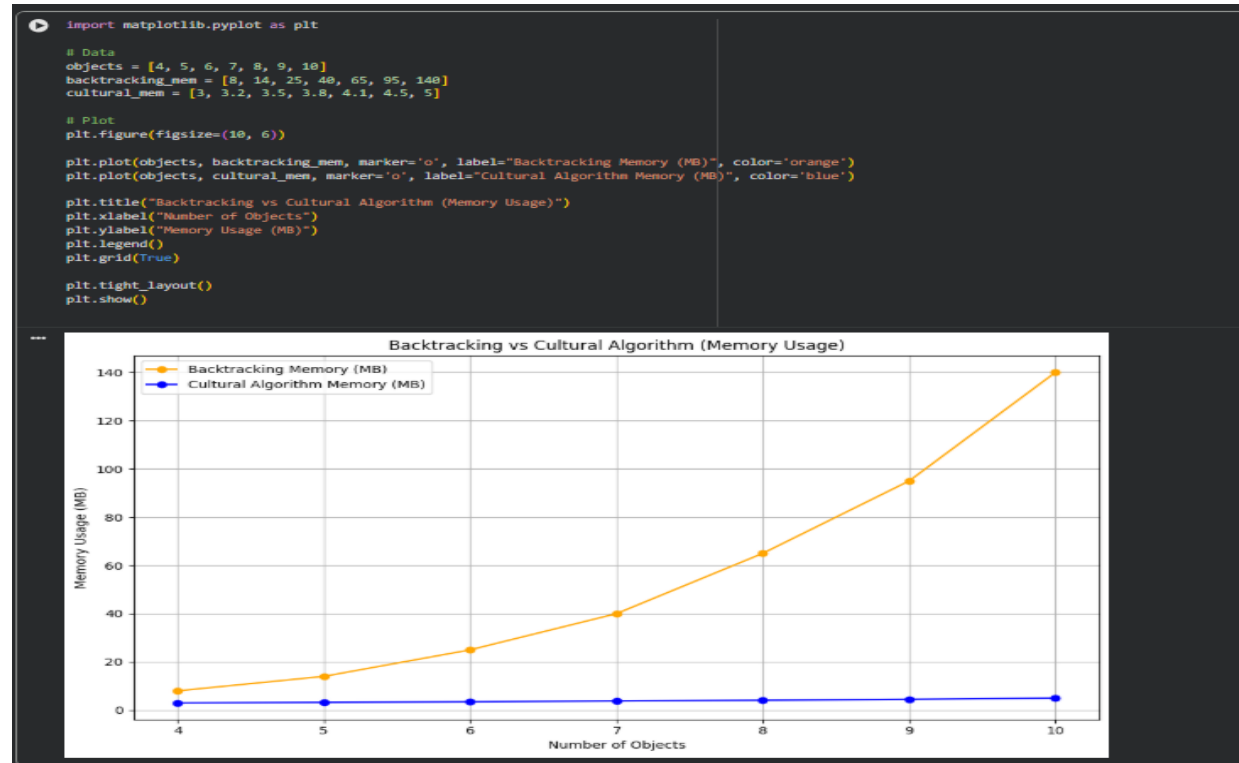 import matplotlib.pyplot as plt
# Data
objects = [4, 5, 6, 7, 8, 9, 10]
backtracking_mem = [8, 14, 25, 40, 65, 95, 140]
cultural_mem = [3, 3.2, 3.5, 3.8, 4.1, 4.5, 5]
# Plot
plt.figure(figsize=(10, 6))
plt.plot(objects, backtracking_mem, marker='o', label="Backtracking Memory (MB)", color='orange')
plt.plot(objects, cultural_mem, marker='o', label="Cultural Algorithm Memory (MB)", color='blue')
plt.title("Backtracking vs Cultural Algorithm (Memory Usage)")
plt.xlabel("Number of Objects")
plt.ylabel("Memory Usage (MB)")
plt.legend()
plt.grid(True)
plt.tight_layout()
plt.show()
Backtracking vs Cultural Algorithm (Memory Usage)
Backtracking Memory (MB)
Cultural Algorithm Memory (MB)
Memory Usage (MB)
140
120
100
80
60
40
20
0
4 5 6 7 8 9 10
Number of Objects